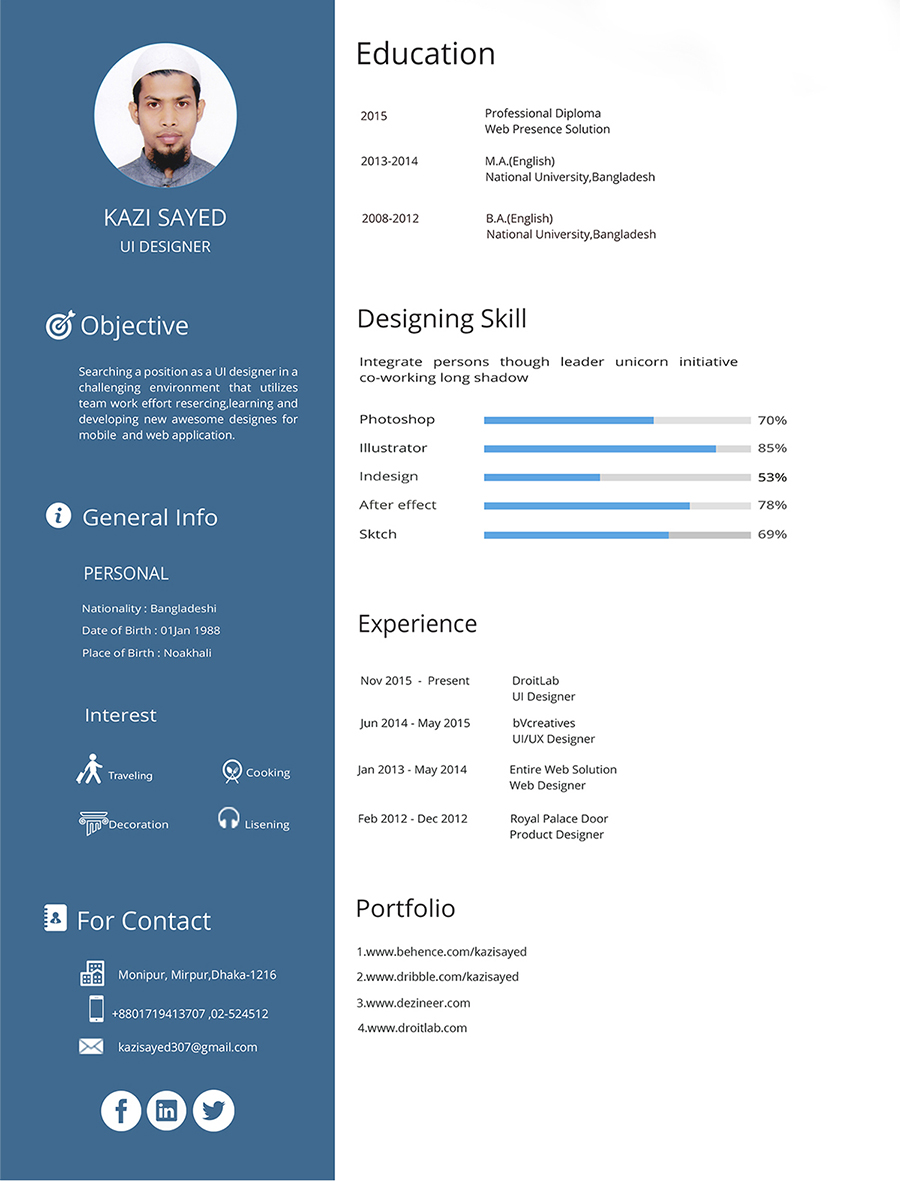 KAZI SAYED
UI DESIGNER
Objective
Searching a position as a UI designer in a
challenging environment that utilizes
team work effort resercing,learning and
developing new awesome designes for
mobile and web application.
General Info
PERSONAL
Nationality : Bangladeshi
Date of Birth : 01Jan 1988
Place of Birth : Noakhali
Interest
Traveling
Cooking
Decoration
Lisening
For Contact
Monipur, Mirpur,Dhaka-1216
+8801719413707 ,02-524512
kazisayed307@gmail.com
Education
2015 Professional Diploma
Web Presence Solution
2013-2014 M.A.(English)
National University,Bangladesh
2008-2012 B.A.(English)
National University,Bangladesh
Designing Skill
Integrate persons though leader unicorn initiative
co-working long shadow
Photoshop 70%
Illustrator 85%
Indesign 53%
After effect 78%
Sktch 69%
Experience
Nov 2015 - Present DroitLab
UI Designer
Jun 2014 - May 2015 bVcreatives
UI/UX Designer
Jan 2013 - May 2014 Entire Web Solution
Web Designer
Feb 2012 - Dec 2012 Royal Palace Door
Product Designer
Portfolio
1.www.behence.com/kazisayed
2.www.dribble.com/kazisayed
3.www.dezineer.com
4.www.droitlab.com